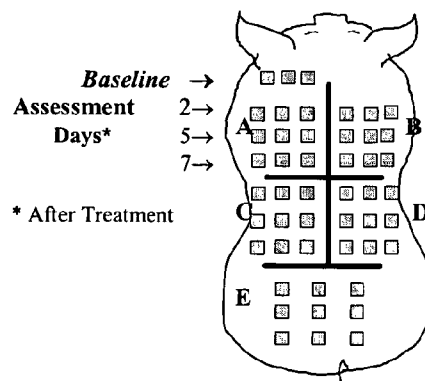 Baseline →
Assessment 2→
A B
Days* 5→
7→
* After Treatment
C D
E